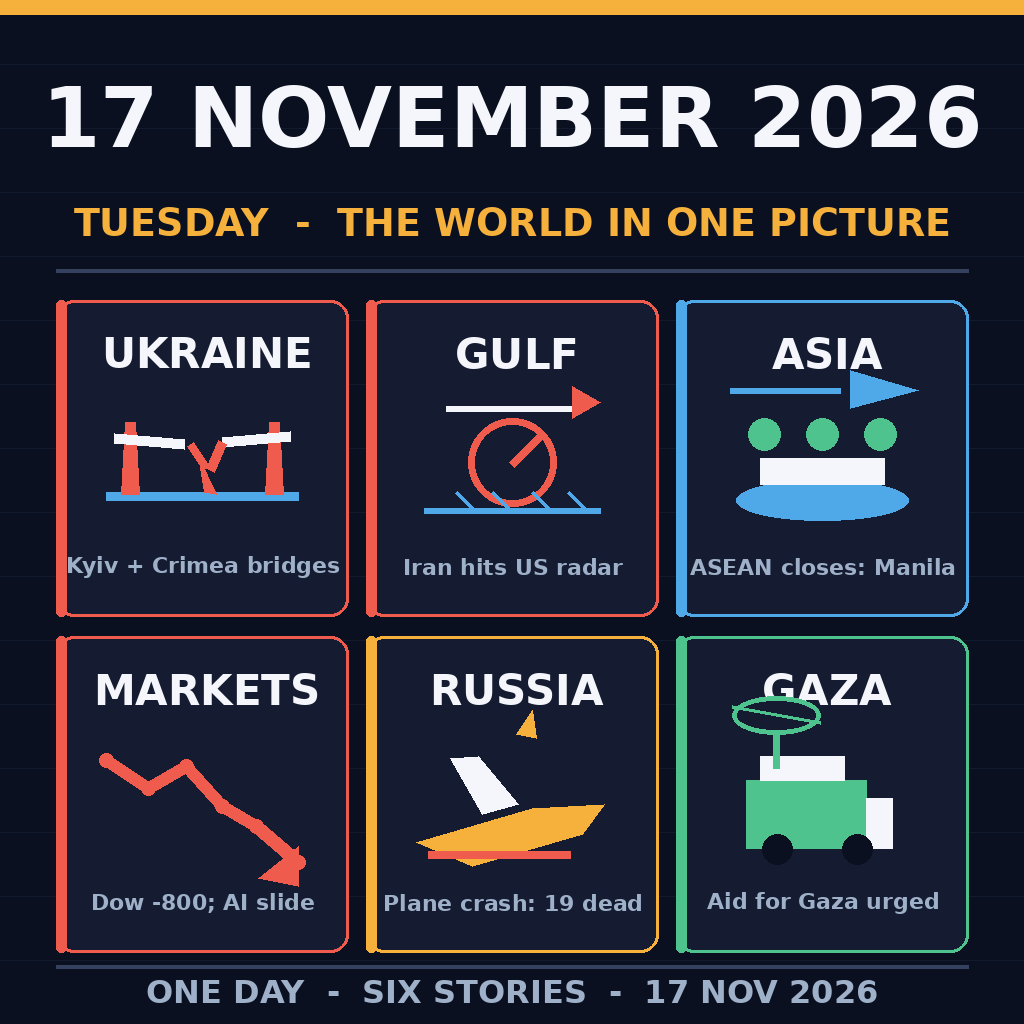 17 NOVEMBER 2026
TUESDAY - THE WORLD IN ONE PICTURE
UKRAINE
Kyiv + Crimea bridges
GULF
Iran hits US radar
ASIA
ASEAN closes: Manila
MARKETS
Dow -800; AI slide
RUSSIA
Plane crash: 19 dead
GAZA
Aid for Gaza urged
ONE DAY - SIX STORIES - 17 NOV 2026